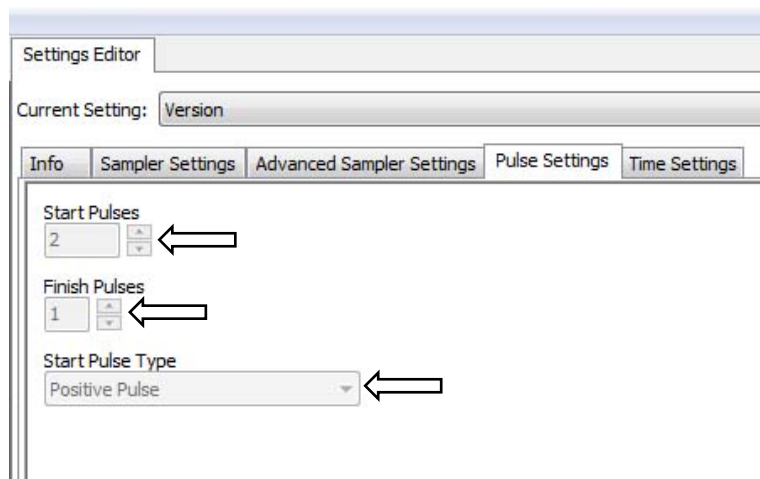 Settings Editor
Current Setting: Version
Info Sampler Settings Advanced Sampler Settings Pulse Settings Time Settings
Start Pulses
2
Finish Pulses
1
Start Pulse Type
Positive Pulse